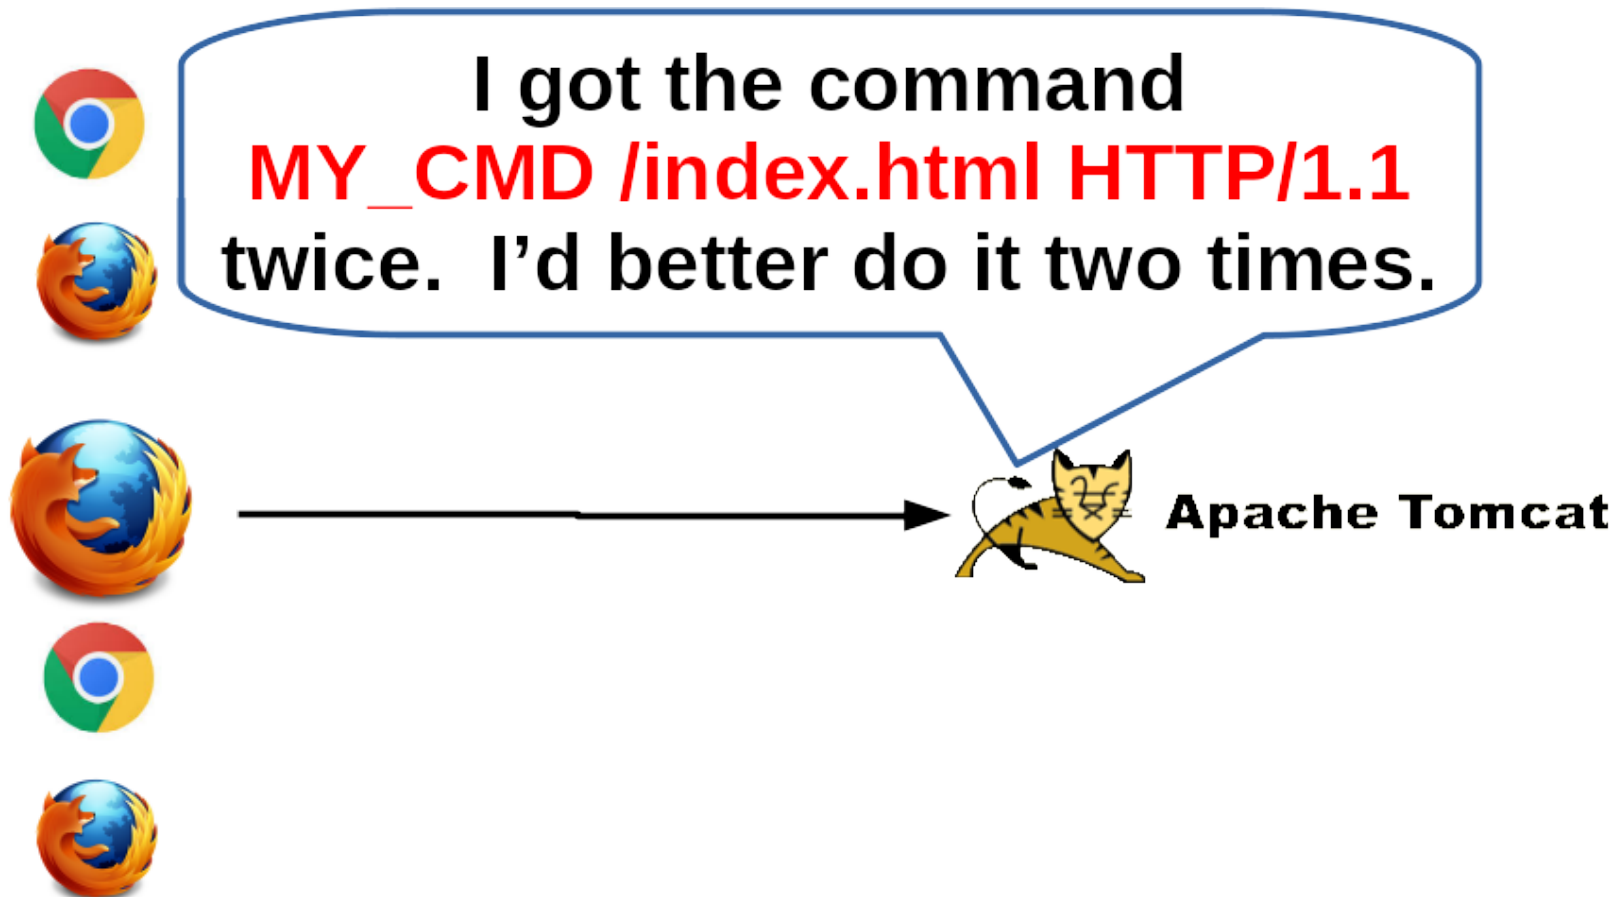 I got the command
MY_CMD /index.html HTTP/1.1
twice.  I’d better do it two times.
Apache Tomcat